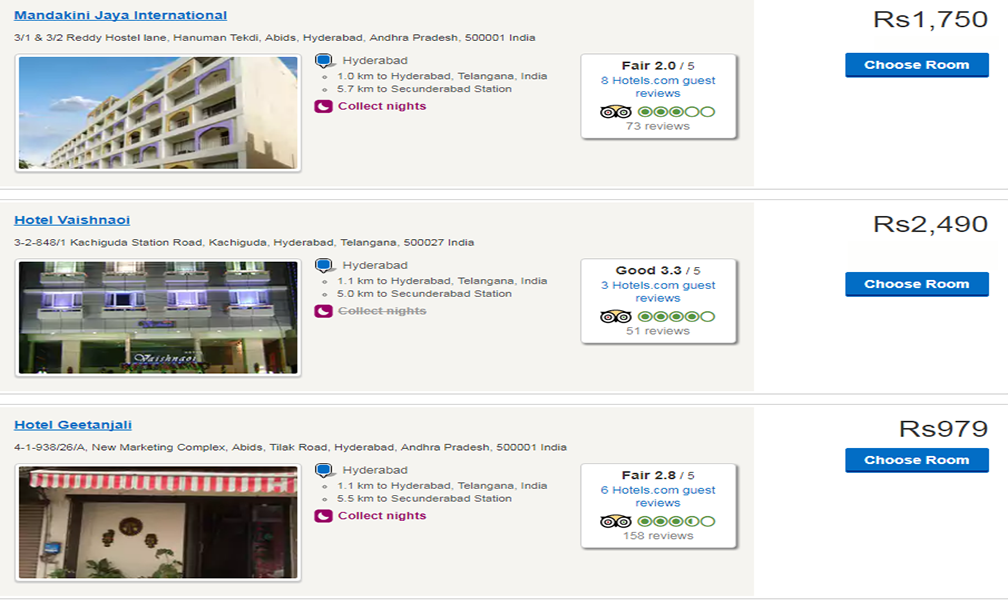 Mandakini Jaya International
Rs1,750
3/1 & 3/2 Reddy Hostel lane, Hanuman Tekdi, Abids, Hyderabad, Andhra Pradesh, 500001 India
Hyderabad
1.0 km to Hyderabad, Telangana, India
5.7 km to Secunderabad Station
Collect nights
Fair 2.0 / 5
8 Hotels.com guest
reviews
73 reviews
Choose Room
Hotel Vaishnaoi
Rs2,490
3-2-848/1 Kachiguda Station Road, Kachiguda, Hyderabad, Telangana, 500027 India
Vaishnaoi
Hyderabad
1.1 km to Hyderabad, Telangana, India
5.0 km to Secunderabad Station
Collect nights
Good 3.3 / 5
3 Hotels.com guest
reviews
51 reviews
Choose Room
Hotel Geetanjali
Rs979
4-1-938/26/A, New Marketing Complex, Abids, Tilak Road, Hyderabad, Andhra Pradesh, 500001 India
Hyderabad
1.1 km to Hyderabad, Telangana, India
5.5 km to Secunderabad Station
Collect nights
Fair 2.8 / 5
6 Hotels.com guest
reviews
158 reviews
Choose Room